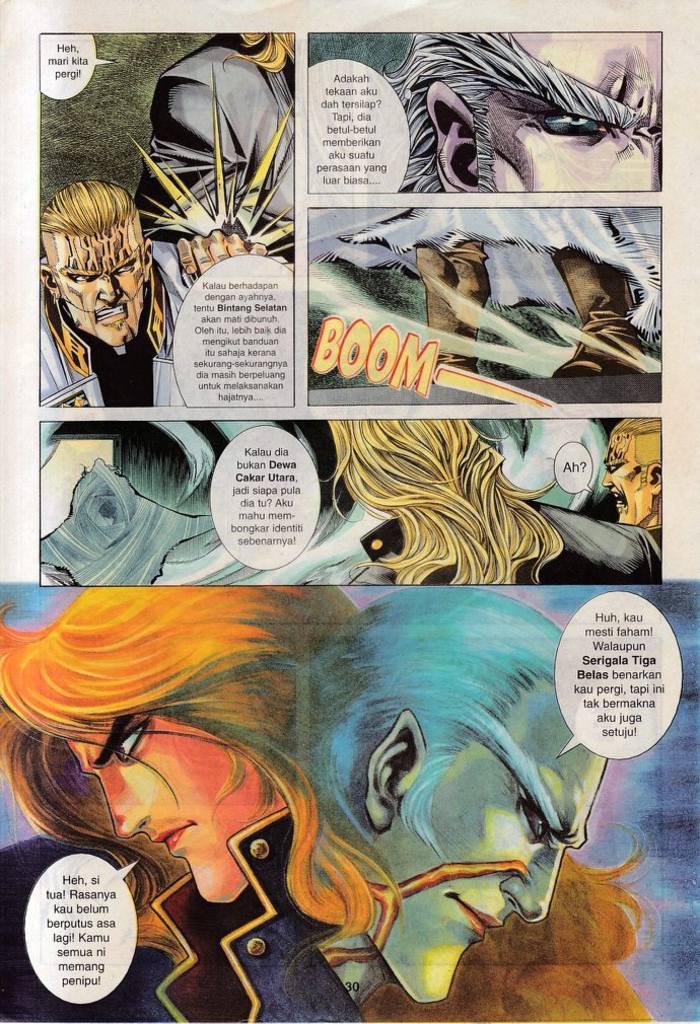 Heh,
mari kita
pergi!
Adakah
tekaan aku
dah tersilap?
Tapi, dia
betul-betul
memberikan
aku suatu
perasaan yang
luar biasa....
Kalau berhadapan
dengan ayahnya,
tentu Bintang Selatan
akan mati dibunuh.
Oleh itu, lebih baik dia
mengikut banduan
itu sahaja kerana
sekurang-sekurangnya
dia masih berpeluang
untuk melaksanakan
hajatnya....
BOOM
Kalau dia
bukan Dewa
Cakar Utara,
jadi siapa pula
dia tu? Aku
mahu mem-
bongkar identiti
sebenarnya!
Ah?
Huh, kau
mesti faham!
Walaupun
Serigala Tiga
Belas benarkan
kau pergi, tapi ini
tak bermakna
aku juga
setuju!
Heh, si
tua! Rasanya
kau belum
berputus asa
lagi! Kamu
semua ni
memang
penipu!
30